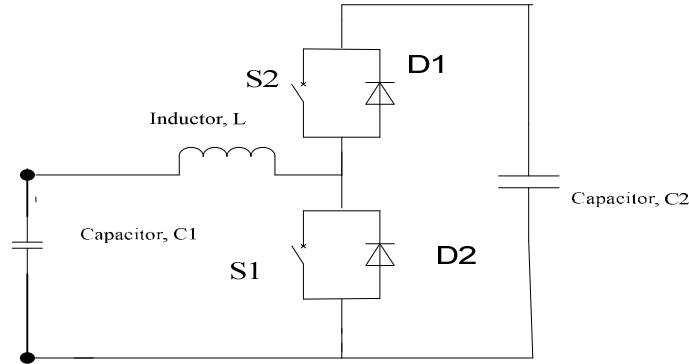 D1
S2
Inductor, L
Capacitor, C2
Capacitor, C1
D2
S1